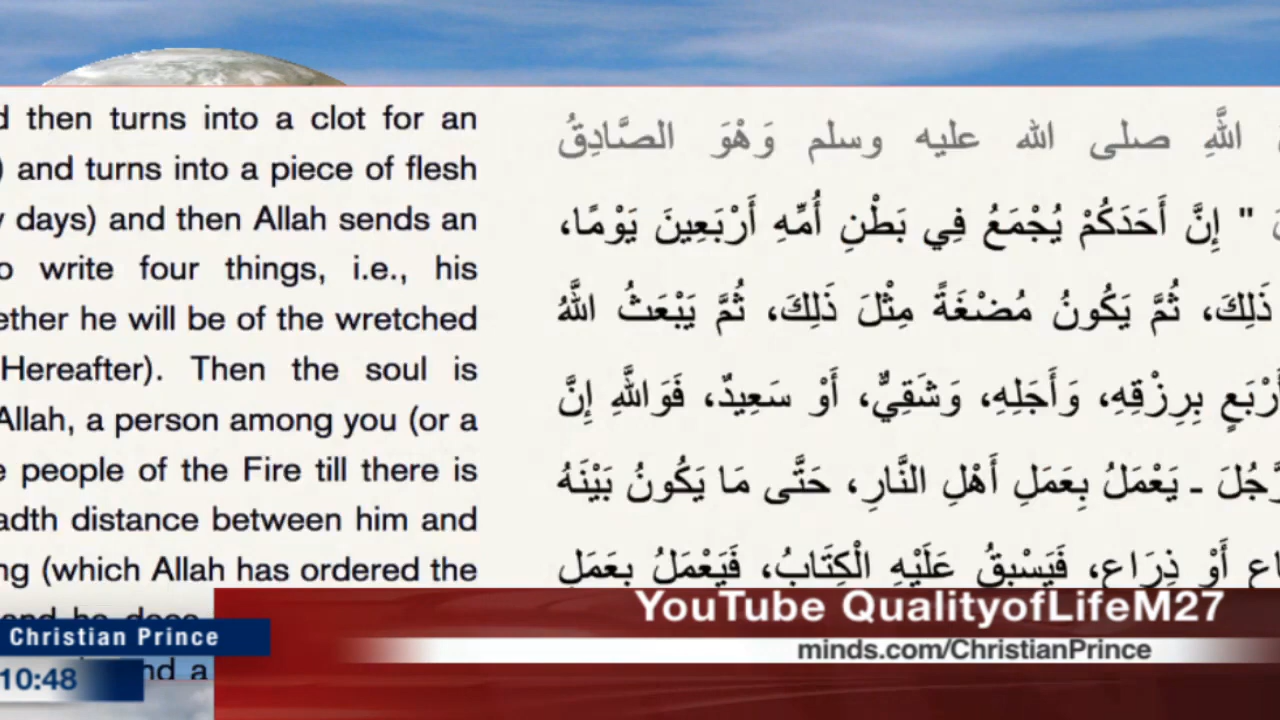 then turns into a clot for an
) and turns into a piece of flesh
days) and then Allah sends an
write four things, i.e., his
he will be of the wretched
Hereafter). Then the soul is
Allah, a person among you (or a
people of the Fire till there is
distance between him and
(which Allah has ordered the
اللَّهِ صلى الله عليه وسلم وَهْوَ الصَّادِقُ
" إِنَّ أَحَدَكُمْ يُجْمَعُ فِي بَطْنِ أُمِّهِ أَرْبَعِينَ يَوْمًا،
ذَلِكَ، ثُمَّ يَكُونُ مُضْغَةً مِثْلَ ذَلِكَ، ثُمَّ يَبْعَثُ اللَّهُ
بِرِزْقِهِ، وَأَجَلِهِ، وَشَقِيٌّ، أَوْ سَعِيدٌ، فَوَاللَّهِ إِنَّ
ـ يَعْمَلُ بِعَمَلِ أَهْلِ النَّارِ، حَتَّى مَا يَكُونُ بَيْنَهُ
أَوْ ذِرَاعٍ، فَيَسْبِقُ عَلَيْهِ الْكِتَابُ، فَيَعْمَلُ بِعَمَلِ
YouTube QualityofLifeM27
minds.com/ChristianPrince
Christian Prince
10:48